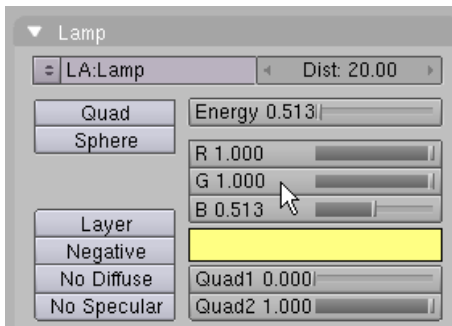 Lamp
LA:Lamp
Dist: 20.00
Quad
Energy 0.513
Sphere
R 1.000
G 1.000
B 0.513
Layer
Negative
No Diffuse
Quad1 0.000
No Specular
Quad2 1.000